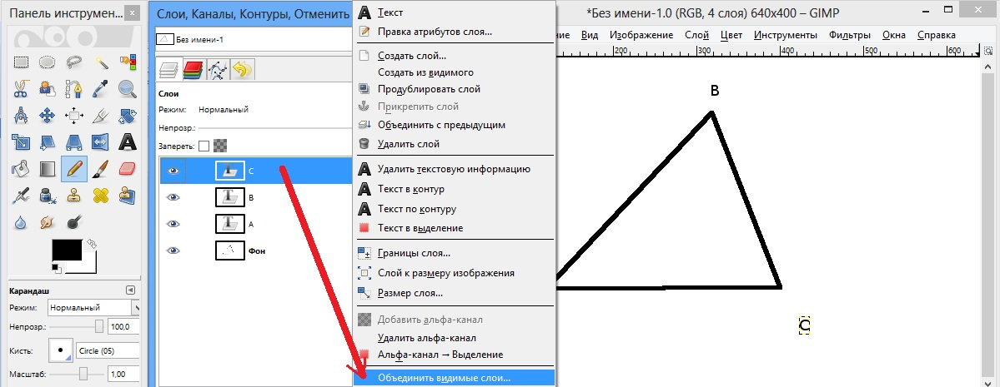 Панель инструмен...
Слои, Каналы, Контуры, Отменить
*Без имени-1.0 (RGB, 4 слоя) 640x400 – GIMP
Без имени-1
ние Вид Изображение Слой Цвет Инструменты Фильтры Окна Справка
200 300 400 500 600
Слои
Режим: Нормальный
Непрозр.:
Запереть:
C
B
A
Фон
Текст
Правка атрибутов слоя...
Создать слой...
Создать из видимого
Продублировать слой
Прикрепить слой
Объединить с предыдущим
Удалить слой
Удалить текстовую информацию
Текст в контур
Текст по контуру
Текст в выделение
Границы слоя...
Слой к размеру изображения
Размер слоя...
Добавить альфа-канал
Удалить альфа-канал
Альфа-канал → Выделение
Объединить видимые слои...
B
C
Карандаш
Режим: Нормальный
Непрозр.: 100,0
Кисть: Circle (05)
Масштаб: 1,00